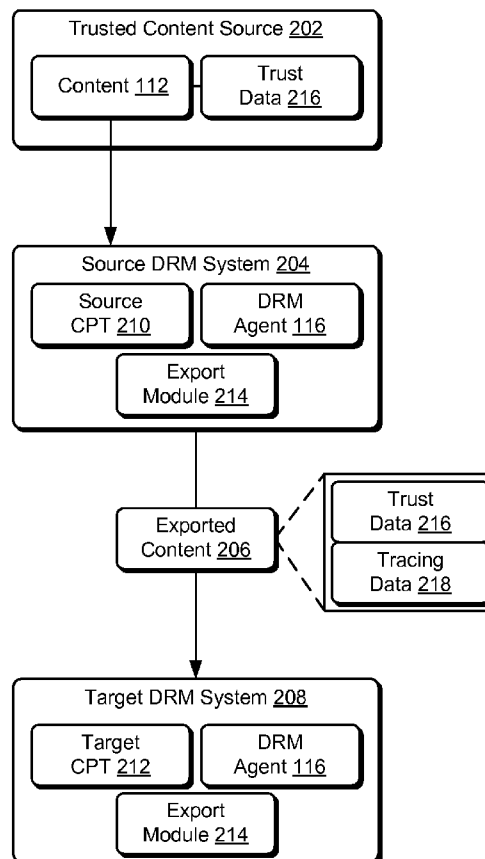 Trusted Content Source 202
Content 112
Trust
Data 216
Source DRM System 204
Source
CPT 210
DRM
Agent 116
Export
Module 214
Exported
Content 206
Trust
Data 216
Tracing
Data 218
Target DRM System 208
Target
CPT 212
DRM
Agent 116
Export
Module 214